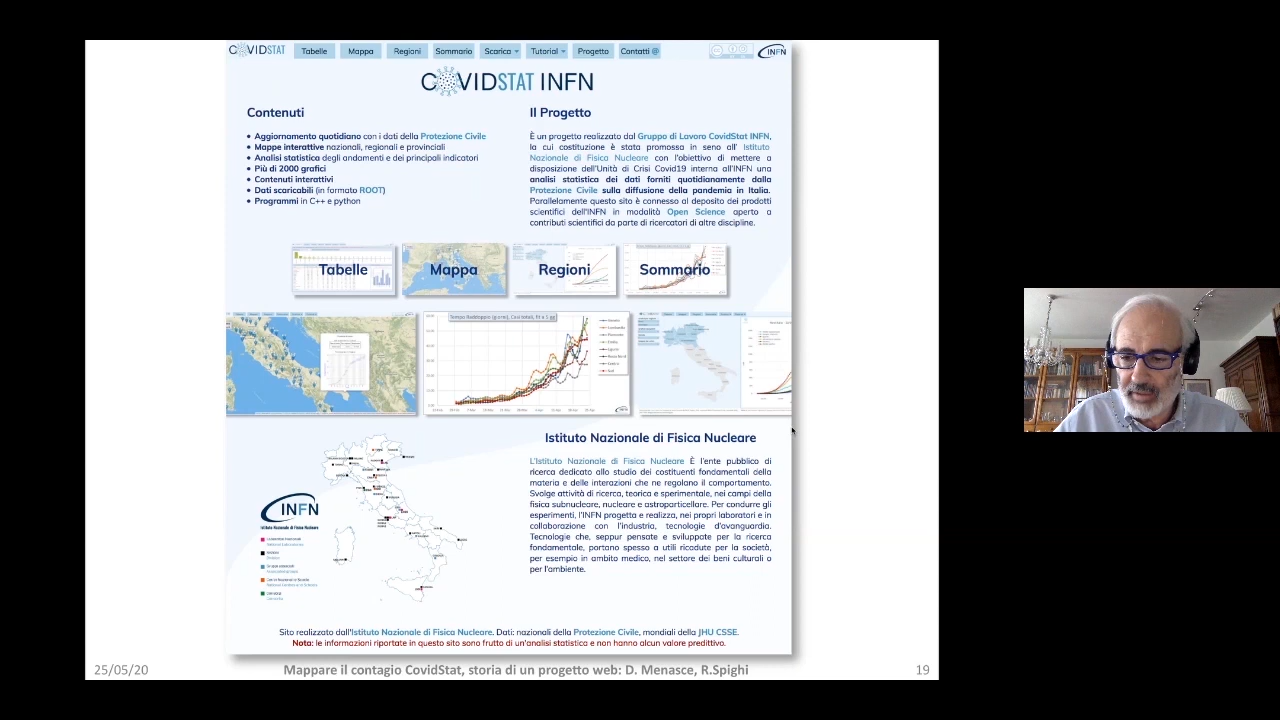 COVIDSTAT
Tabelle
Mappa
Regioni
Sommario
Scarica
Tutorial
Progetto
Contatti @
INFN
COVIDSTAT INFN
Contenuti
• Aggiornamento quotidiano con i dati della Protezione Civile
• Mappe interattive nazionali, regionali e provinciali
• Analisi statistica degli andamenti e dei principali indicatori
• Più di 2000 grafici
• Contenuti interattivi
• Dati scaricabili (in formato ROOT)
• Programmi in C++ e python
Il Progetto
È un progetto realizzato dal Gruppo di Lavoro CovidStat INFN,
la cui costituzione è stata promossa in seno all' Istituto
Nazionale di Fisica Nucleare con l'obiettivo di mettere a
disposizione dell'Unità di Crisi Covid19 interna all'INFN una
analisi statistica dei dati forniti quotidianamente dalla
Protezione Civile sulla diffusione della pandemia in Italia.
Parallelamente questo sito è connesso al deposito dei prodotti
scientifici dell'INFN in modalità Open Science aperto a
contributi scientifici da parte di ricercatori di altre discipline.
Tabelle
Mappa
Regioni
Sommario
Tempo Raddoppio (giorni), Casi totali, fit a 5 gg
Istituto Nazionale di Fisica Nucleare
L'Istituto Nazionale di Fisica Nucleare È l'ente pubblico di
ricerca dedicato allo studio dei costituenti fondamentali della
materia e delle interazioni che ne regolano il comportamento.
Svolge attività di ricerca, teorica e sperimentale, nei campi della
fisica subnucleare, nucleare e astroparticellare. Per condurre gli
esperimenti, l'INFN progetta e realizza, nei propri laboratori e in
collaborazione con l'industria, tecnologie d'avanguardia.
Tecnologie che, seppur pensate e sviluppate per la ricerca
fondamentale, portano spesso a utili ricadute per la società,
per esempio in ambito medico, nel settore dei beni culturali o
per l'ambiente.
INFN
Istituto Nazionale di Fisica Nucleare
Sito realizzato dall'Istituto Nazionale di Fisica Nucleare. Dati: nazionali della Protezione Civile, mondiali della JHU CSSE.
Nota: le informazioni riportate in questo sito sono frutto di un'analisi statistica e non hanno alcun valore predittivo.
25/05/20
Mappare il contagio CovidStat, storia di un progetto web: D. Menasce, R.Spighi
19